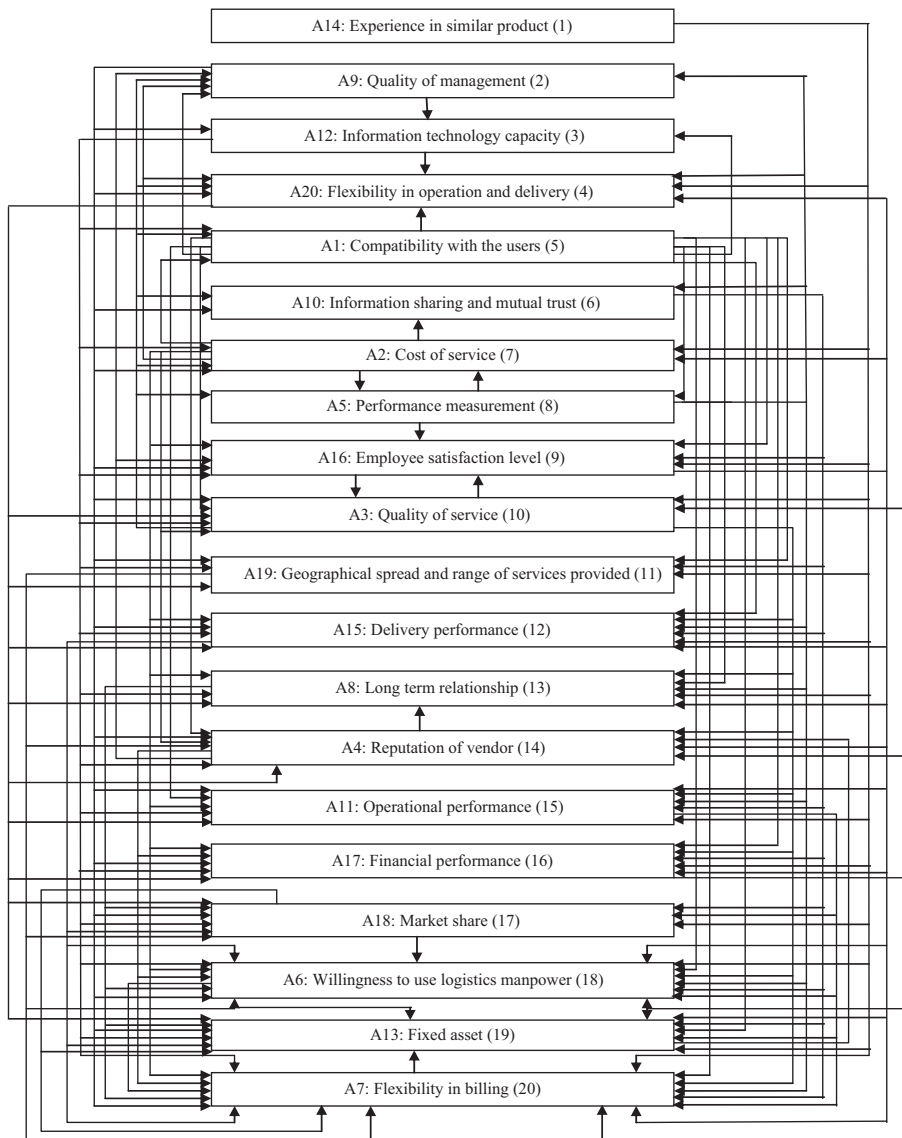 A14: Experience in similar product (1)
A9: Quality of management (2)
A12: Information technology capacity (3)
A20: Flexibility in operation and delivery (4)
A1: Compatibility with the users (5)
A10: Information sharing and mutual trust (6)
A2: Cost of service (7)
A5: Performance measurement (8)
A16: Employee satisfaction level (9)
A3: Quality of service (10)
A19: Geographical spread and range of services provided (11)
A15: Delivery performance (12)
A8: Long term relationship (13)
A4: Reputation of vendor (14)
A11: Operational performance (15)
A17: Financial performance (16)
A18: Market share (17)
A6: Willingness to use logistics manpower (18)
A13: Fixed asset (19)
A7: Flexibility in billing (20)